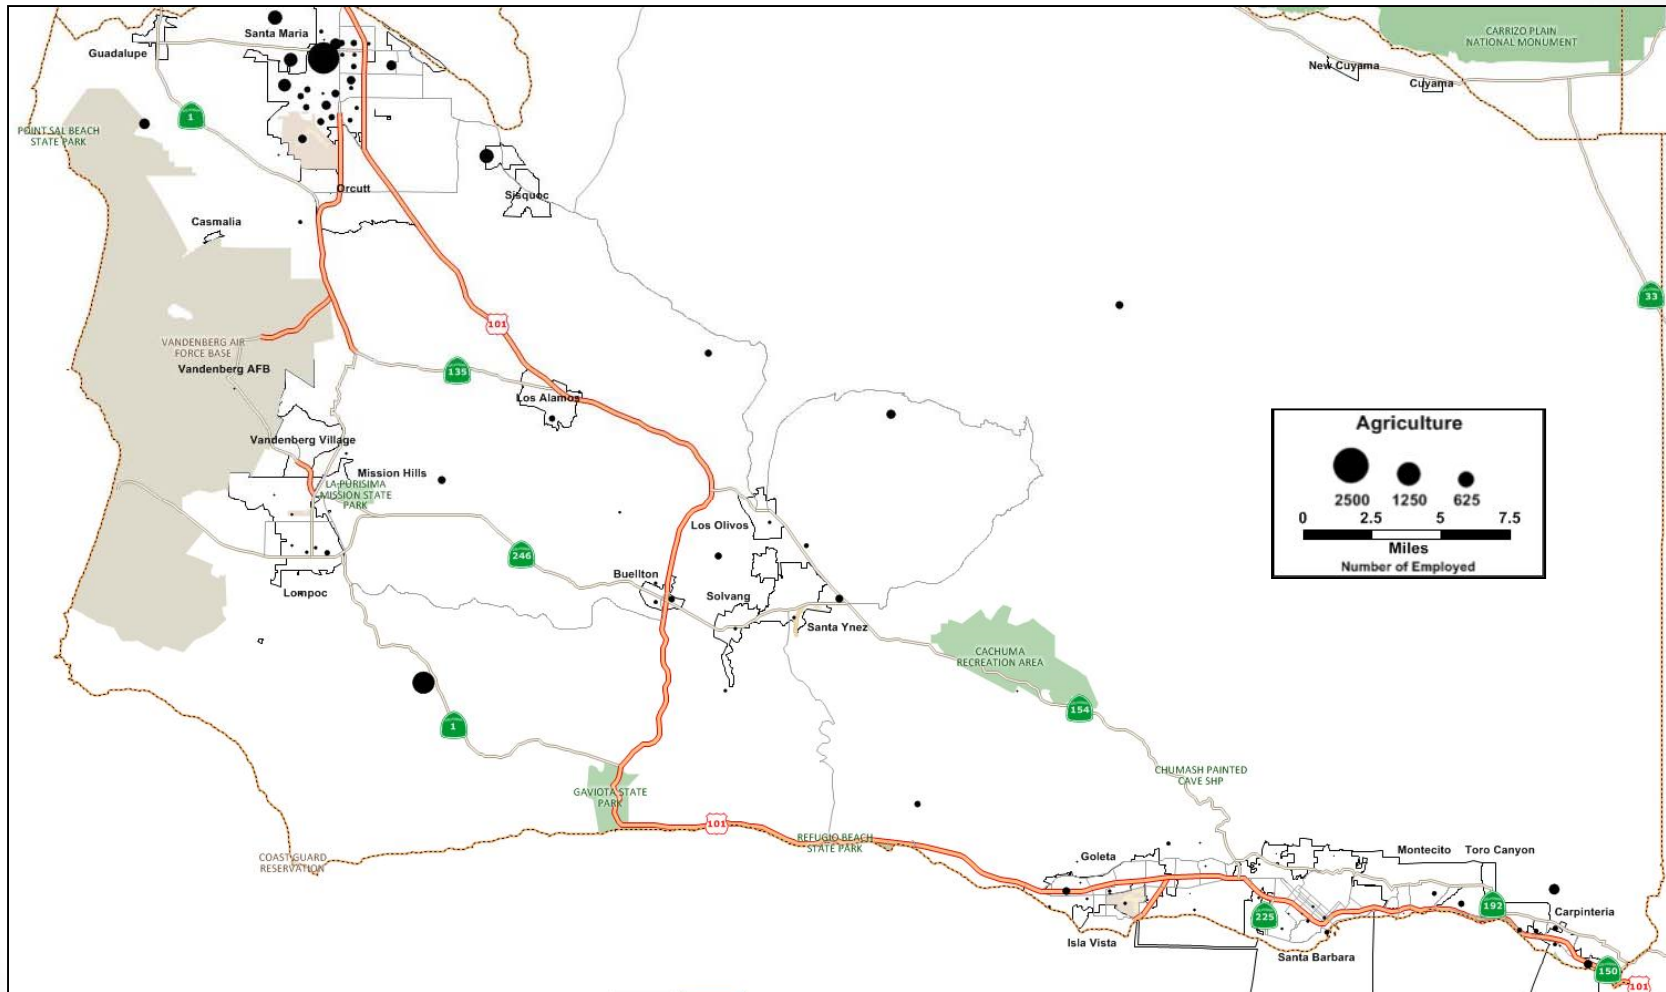 Santa Maria
Guadalupe
CARRIZO PLAIN
NATIONAL MONUMENT
New Cuyama
Cuyama
1
POINT SAL BEACH
STATE PARK
Orcutt
Sisquoc
Casmalia
33
101
VANDENBERG AIR
FORCE BASE
Vandenberg AFB
135
Los Alamos
Agriculture
2500
1250
625
0
2.5
5
7.5
Miles
Number of Employed
Vandenberg Village
Mission Hills
LA PURISIMA
MISSION STATE
PARK
Los Olivos
246
Buellton
Solvang
Lompoc
Santa Ynez
CACHUMA
RECREATION AREA
154
1
CHUMASH PAINTED
CAVE SHP
GAVIOTA STATE
PARK
101
REFUGIO BEACH
STATE PARK
COAST GUARD
RESERVATION
Goleta
Montecito
Toro Canyon
192
225
Carpinteria
Isla Vista
Santa Barbara
150
101